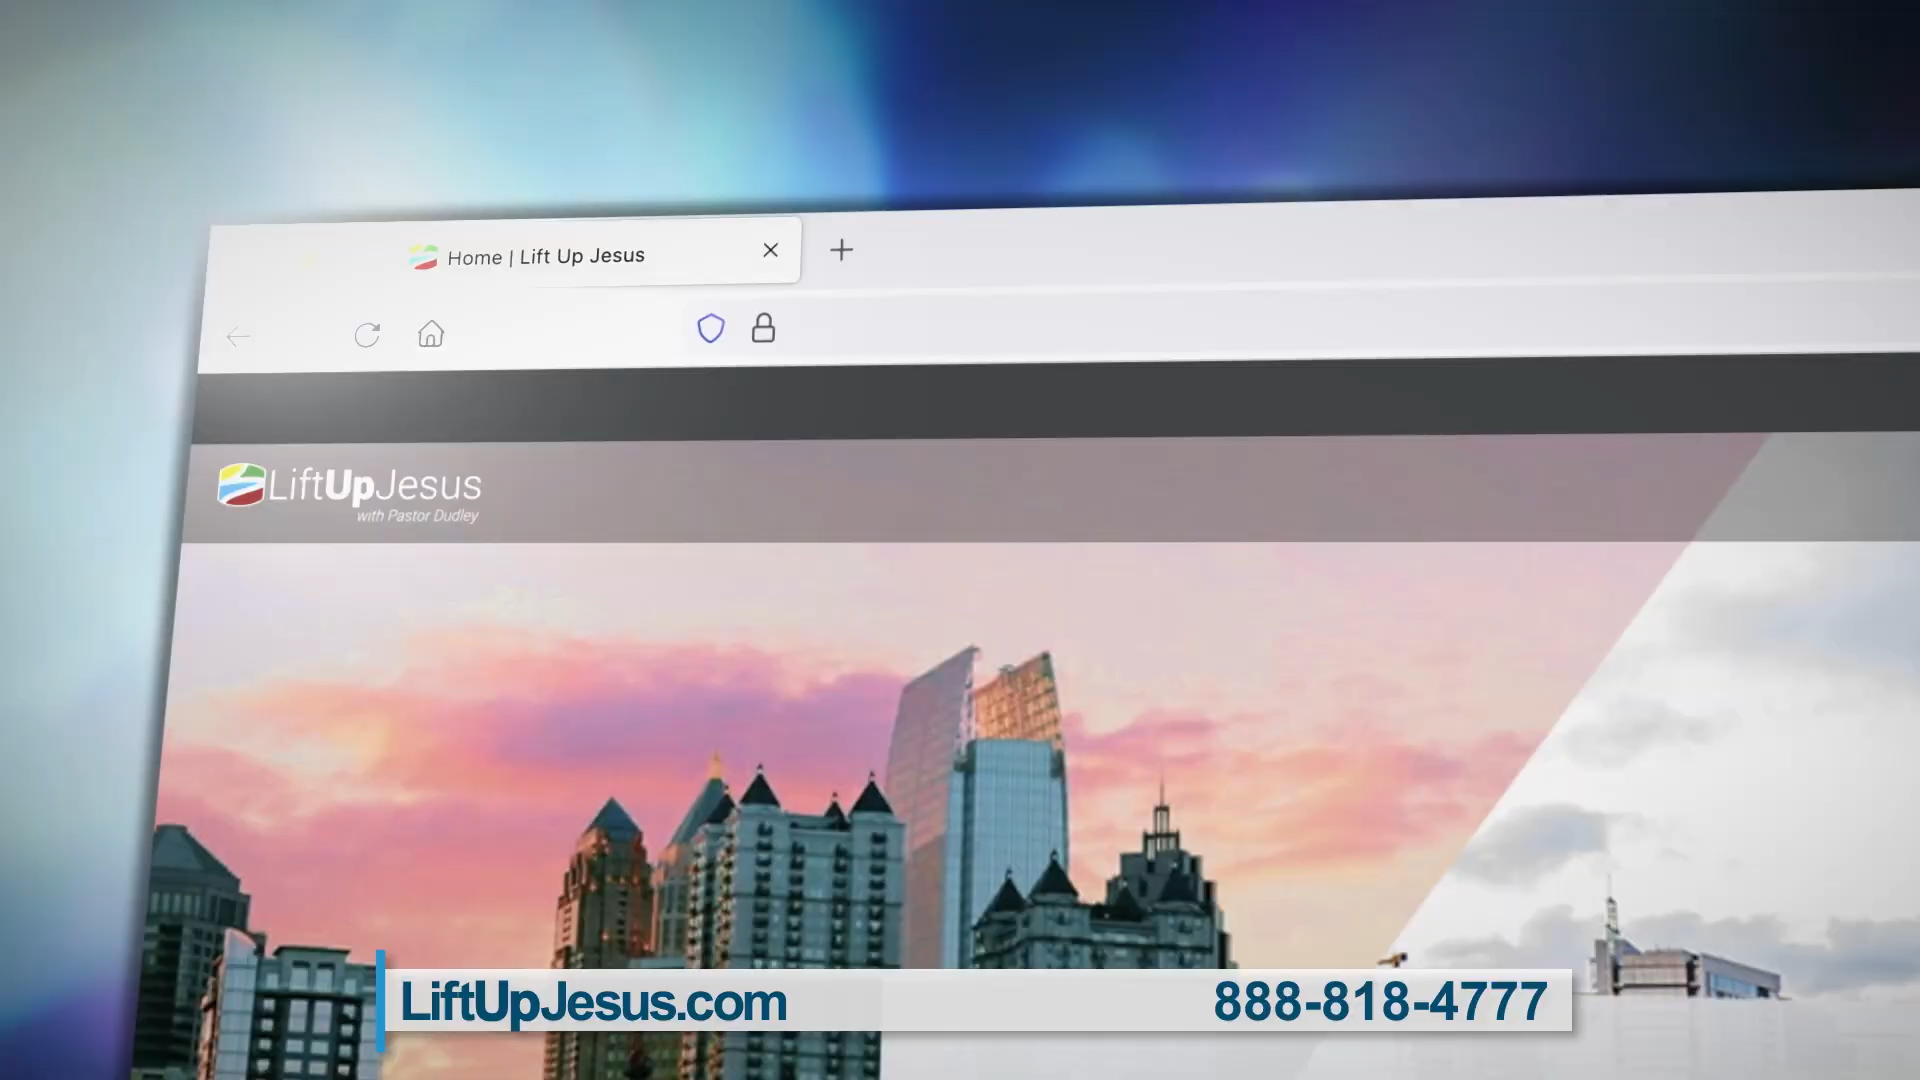 Home | Lift Up Jesus
LiftUpJesus
with Pastor Dudley
LiftUpJesus.com
888-818-4777